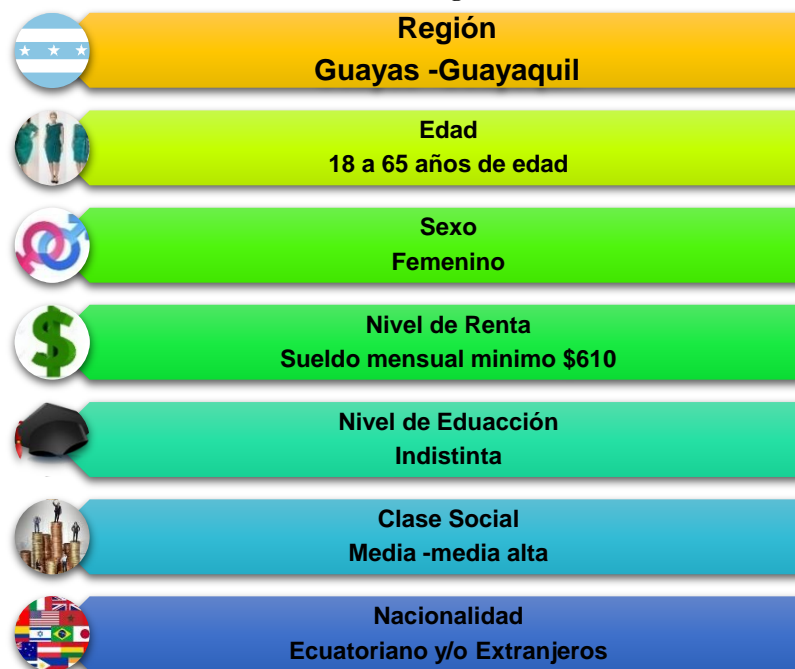 Región
Guayas -Guayaquil
Edad
18 a 65 años de edad
Sexo
Femenino
Nivel de Renta
Sueldo mensual minimo $610
Nivel de Eduacción
Indistinta
Clase Social
Media -media alta
Nacionalidad
Ecuatoriano y/o Extranjeros